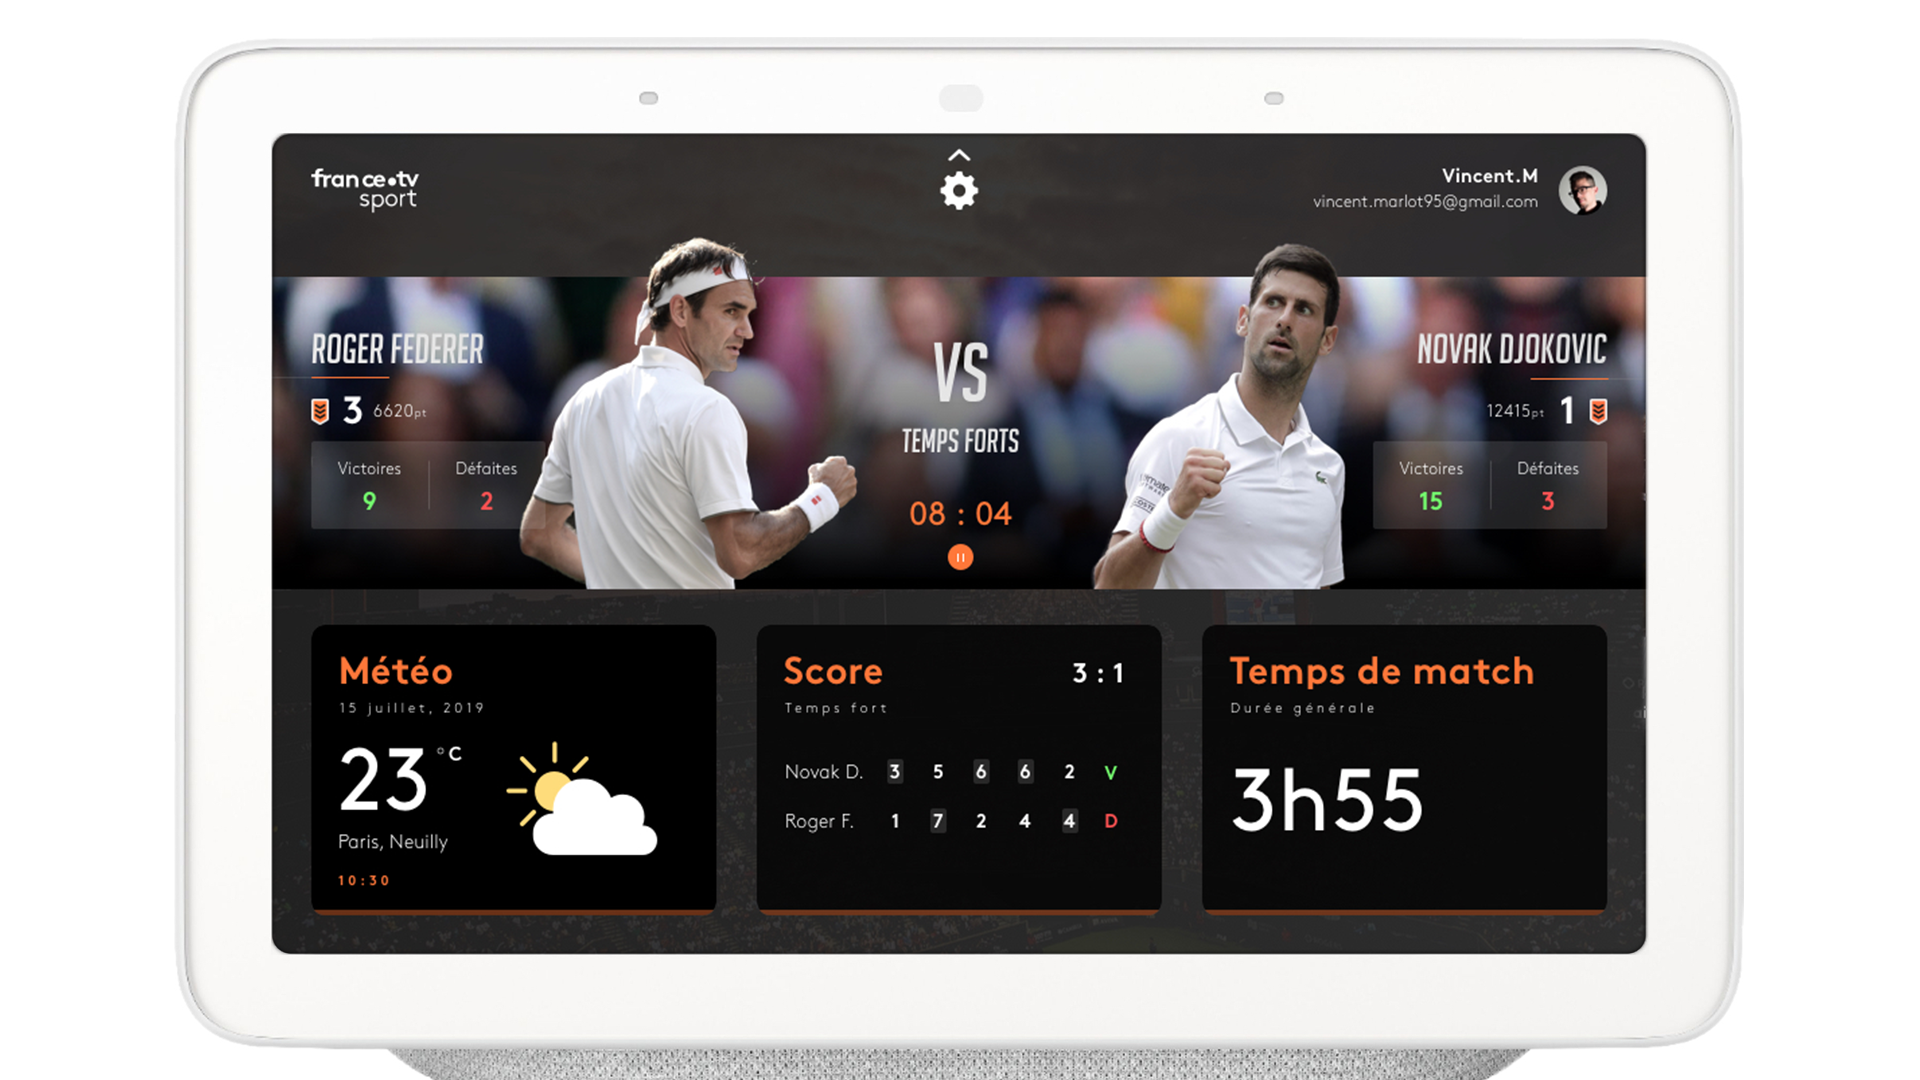 france•tv
sport
Vincent.M
vincent.marlot95@gmail.com
ROGER FEDERER
3 6620pt
Victoires Défaites
9 2
VS
TEMPS FORTS
08 : 04
NOVAK DJOKOVIC
12415pt 1
Victoires Défaites
15 3
Météo
15 juillet, 2019
23 °C
Paris, Neuilly
10:30
Score 3 : 1
Temps fort
Novak D. 3 5 6 6 2 V
Roger F. 1 7 2 4 4 D
Temps de match
Durée générale
3h55